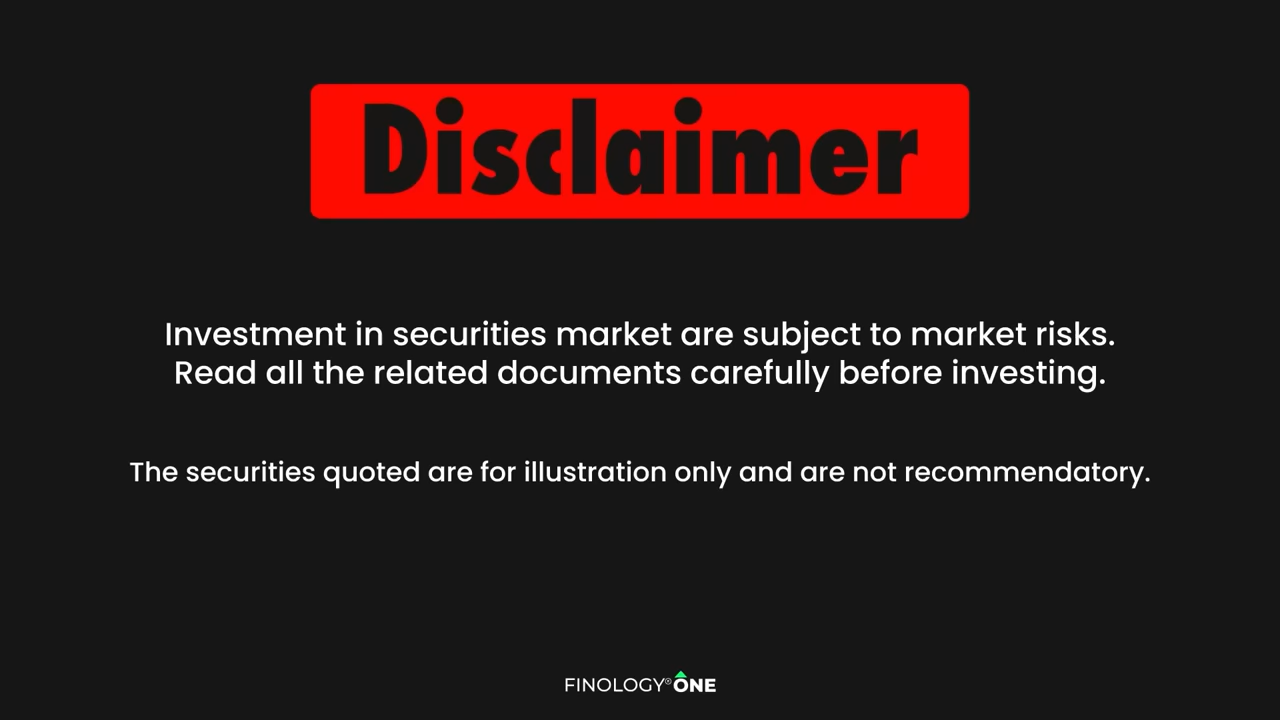 Disclaimer
Investment in securities market are subject to market risks.
Read all the related documents carefully before investing.
The securities quoted are for illustration only and are not recommendatory.
FINOLOGY® ONE